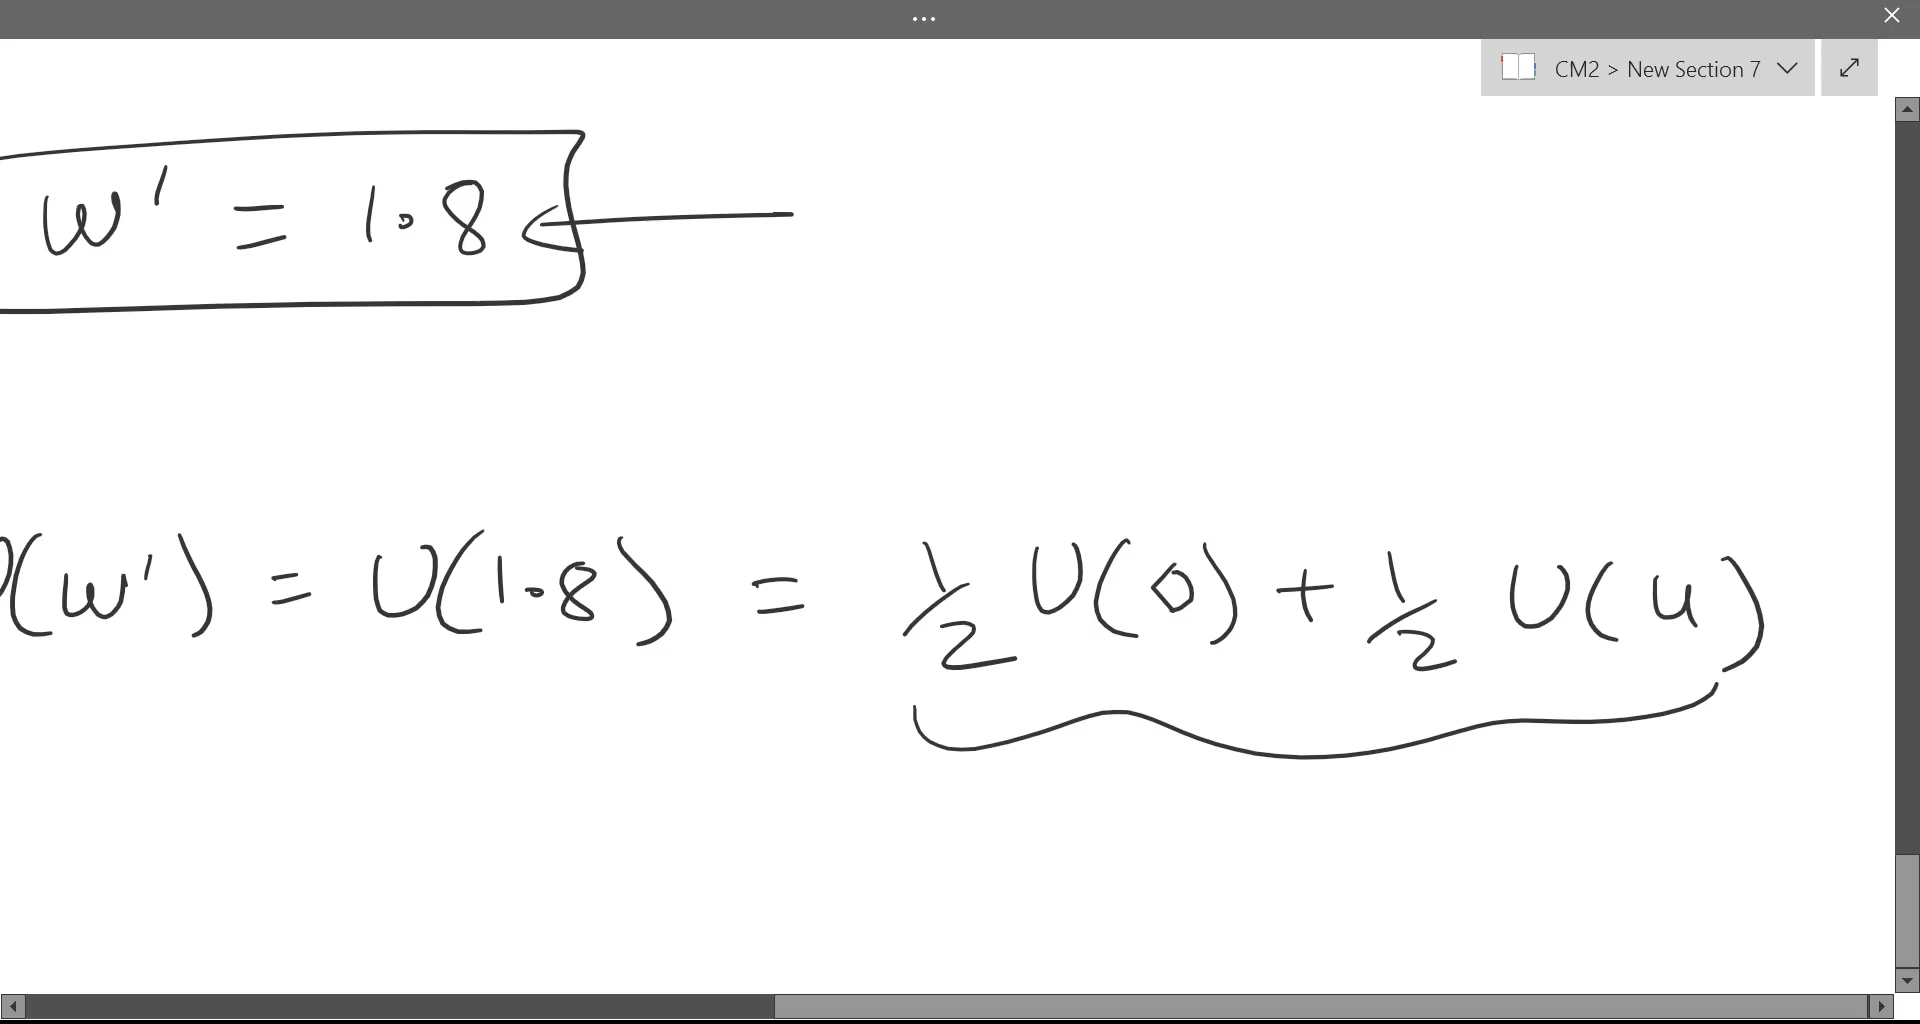 ...
CM2 > New Section 7
w' = 1.8
(w') = U(1.8) = 1/2 U(0) + 1/2 U(4)